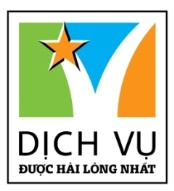 DỊCH VỤ
ĐƯỢC HÀI LÒNG NHẤT